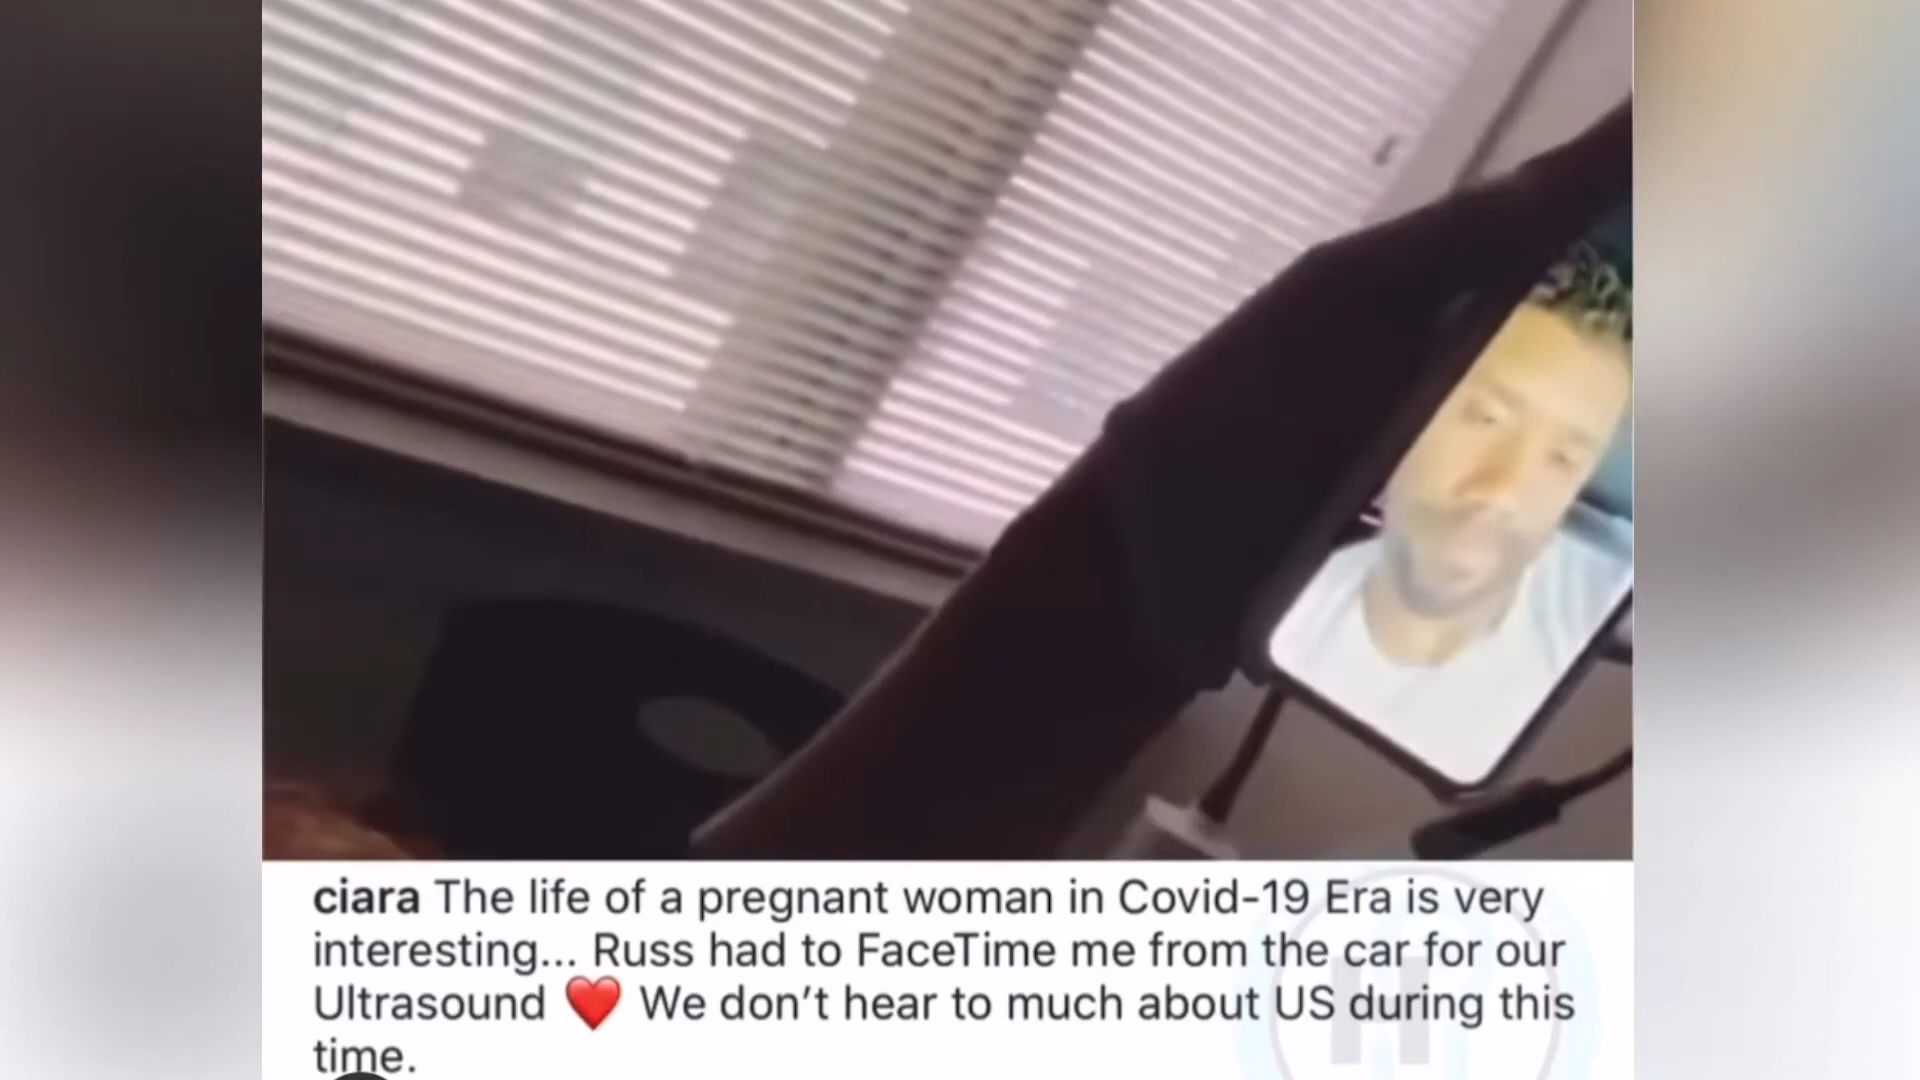 ciara The life of a pregnant woman in Covid-19 Era is very
interesting... Russ had to FaceTime me from the car for our
Ultrasound ❤️ We don't hear to much about US during this
time.